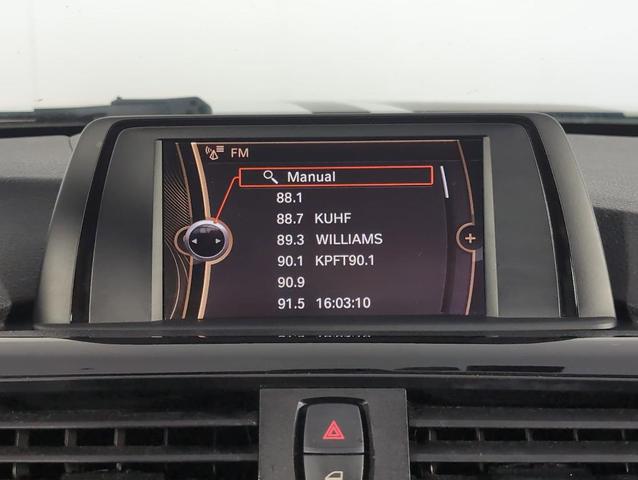 FM
Manual
88.1
88.7 KUHF
89.3 WILLIAMS
90.1 KPFT90.1
90.9
91.5 16:03:10